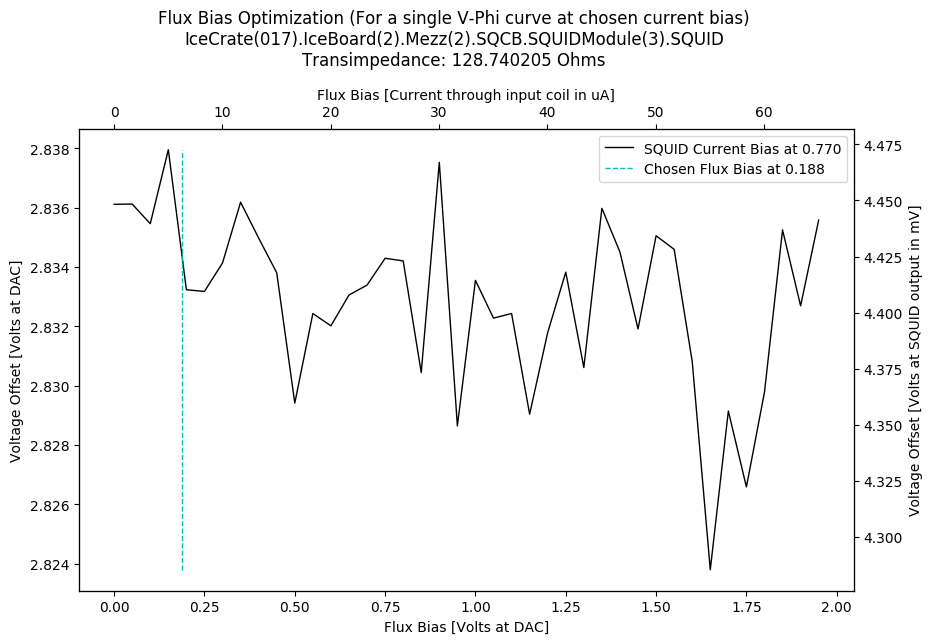 Flux Bias Optimization (For a single V-Phi curve at chosen current bias)
IceCrate(017).IceBoard(2).Mezz(2).SQCB.SQUIDModule(3).SQUID
Transimpedance: 128.740205 Ohms
Flux Bias [Current through input coil in uA]
0 10 20 30 40 50 60
SQUID Current Bias at 0.770
Chosen Flux Bias at 0.188
Voltage Offset [Volts at DAC]
2.838
2.836
2.834
2.832
2.830
2.828
2.826
2.824
4.475
4.450
4.425
4.400
4.375
4.350
4.325
4.300
Voltage Offset [Volts at SQUID output in mV]
0.00 0.25 0.50 0.75 1.00 1.25 1.50 1.75 2.00
Flux Bias [Volts at DAC]